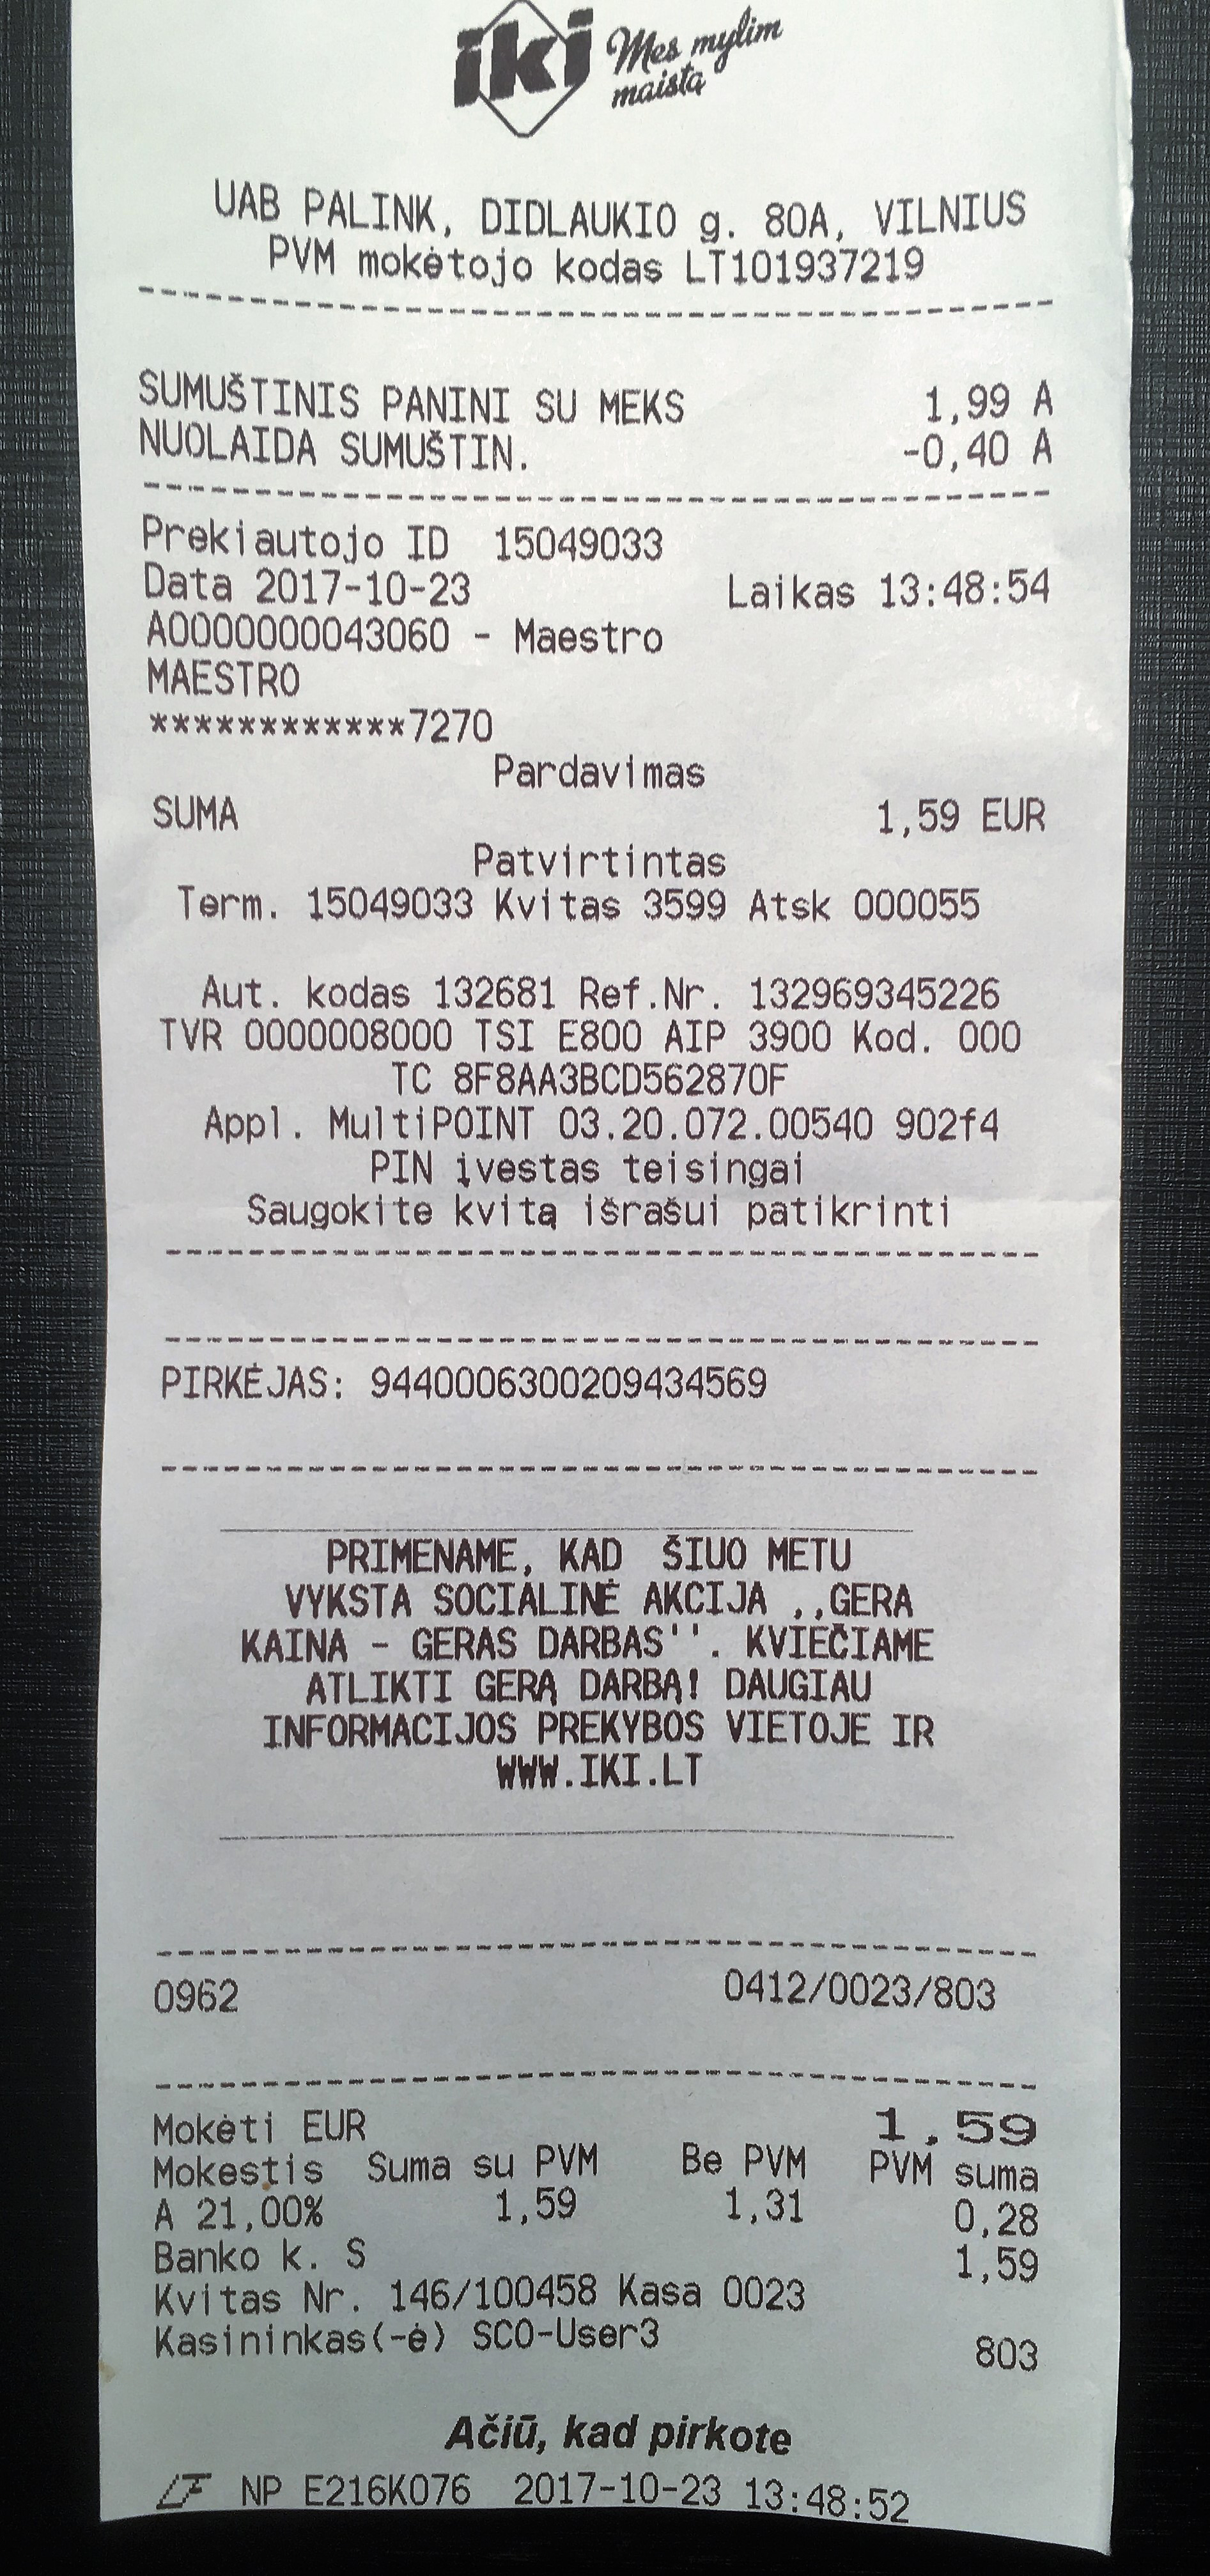 iki Mes mylim
maistą
UAB PALINK, DIDLAUKIO g. 80A, VILNIUS
PVM mokėtojo kodas LT101937219
SUMUŠTINIS PANINI SU MEKS 1,99 A
NUOLAIDA SUMUŠTIN. -0,40 A
Prekiautojo ID 15049033
Data 2017-10-23 Laikas 13:48:54
A0000000043060 - Maestro
MAESTRO
************7270
Pardavimas
SUMA 1,59 EUR
Patvirtintas
Term. 15049033 Kvitas 3599 Atsk 000055
Aut. kodas 132681 Ref.Nr. 132969345226
TVR 0000008000 TSI E800 AIP 3900 Kod. 000
TC 8F8AA3BCD562870F
Appl. MultiPOINT 03.20.072.00540 902f4
PIN įvestas teisingai
Saugokite kvitą išrašui patikrinti
PIRKĖJAS: 9440006300209434569
PRIMENAME, KAD ŠIUO METU
VYKSTA SOCIALINĖ AKCIJA ,,GERA
KAINA - GERAS DARBAS''. KVIEČIAME
ATLIKTI GERĄ DARBĄ! DAUGIAU
INFORMACIJOS PREKYBOS VIETOJE IR
WWW.IKI.LT
0962 0412/0023/803
Mokėti EUR 1,59
Mokestis Suma su PVM Be PVM PVM suma
A 21,00% 1,59 1,31 0,28
Banko k. S 1,59
Kvitas Nr. 146/100458 Kasa 0023
Kasininkas(-ė) SCO-User3 803
Ačiū, kad pirkote
LF NP E216K076 2017-10-23 13:48:52